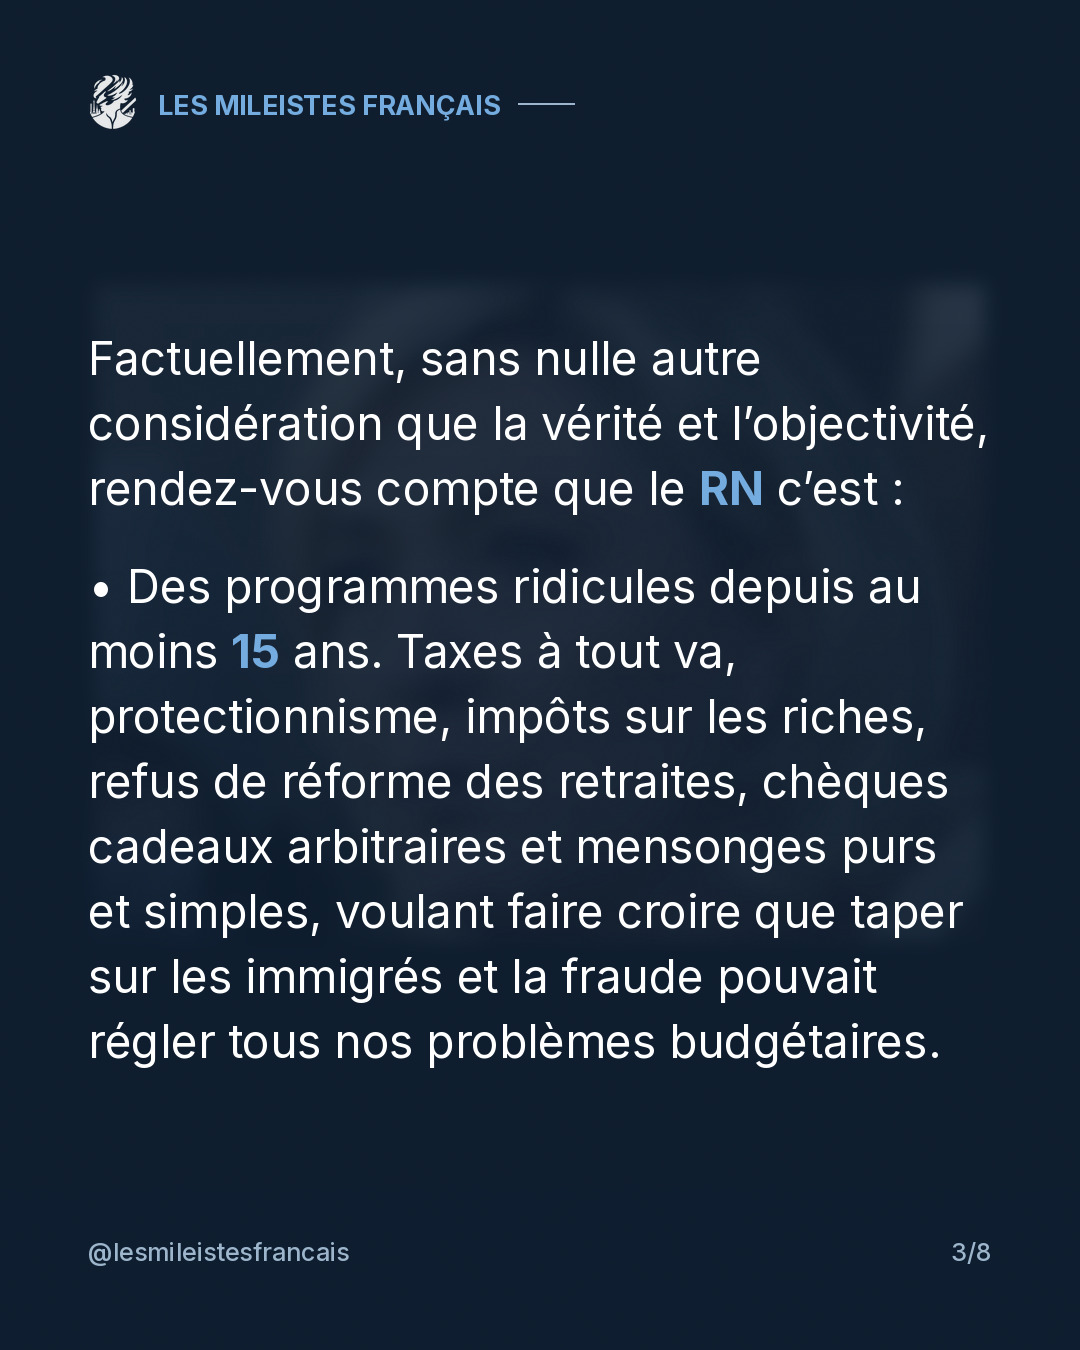 LES MILEISTES FRANÇAIS
Factuellement, sans nulle autre
considération que la vérité et l’objectivité,
rendez-vous compte que le RN c’est :
• Des programmes ridicules depuis au
moins 15 ans. Taxes à tout va,
protectionnisme, impôts sur les riches,
refus de réforme des retraites, chèques
cadeaux arbitraires et mensonges purs
et simples, voulant faire croire que taper
sur les immigrés et la fraude pouvait
régler tous nos problèmes budgétaires.
@lesmileistesfrancais
3/8